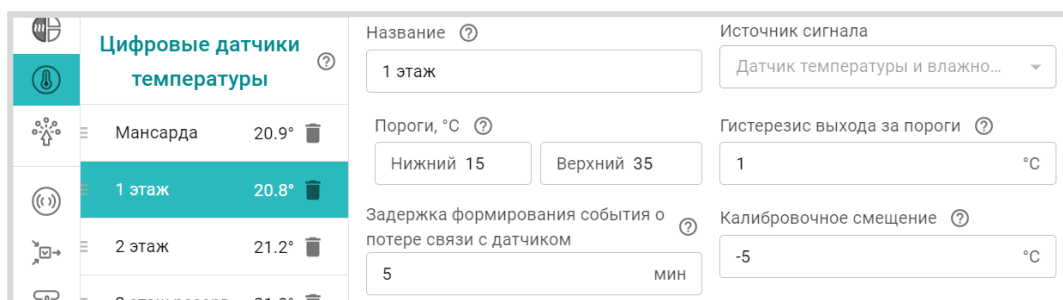 Цифровые датчики
температуры
Мансарда 20.9°
1 этаж 20.8°
2 этаж 21.2°
Название
1 этаж
Источник сигнала
Датчик температуры и влажно...
Пороги, °C
Нижний 15
Верхний 35
Гистерезис выхода за пороги
1 °C
Задержка формирования события о
потере связи с датчиком
5 мин
Калибровочное смещение
-5 °C